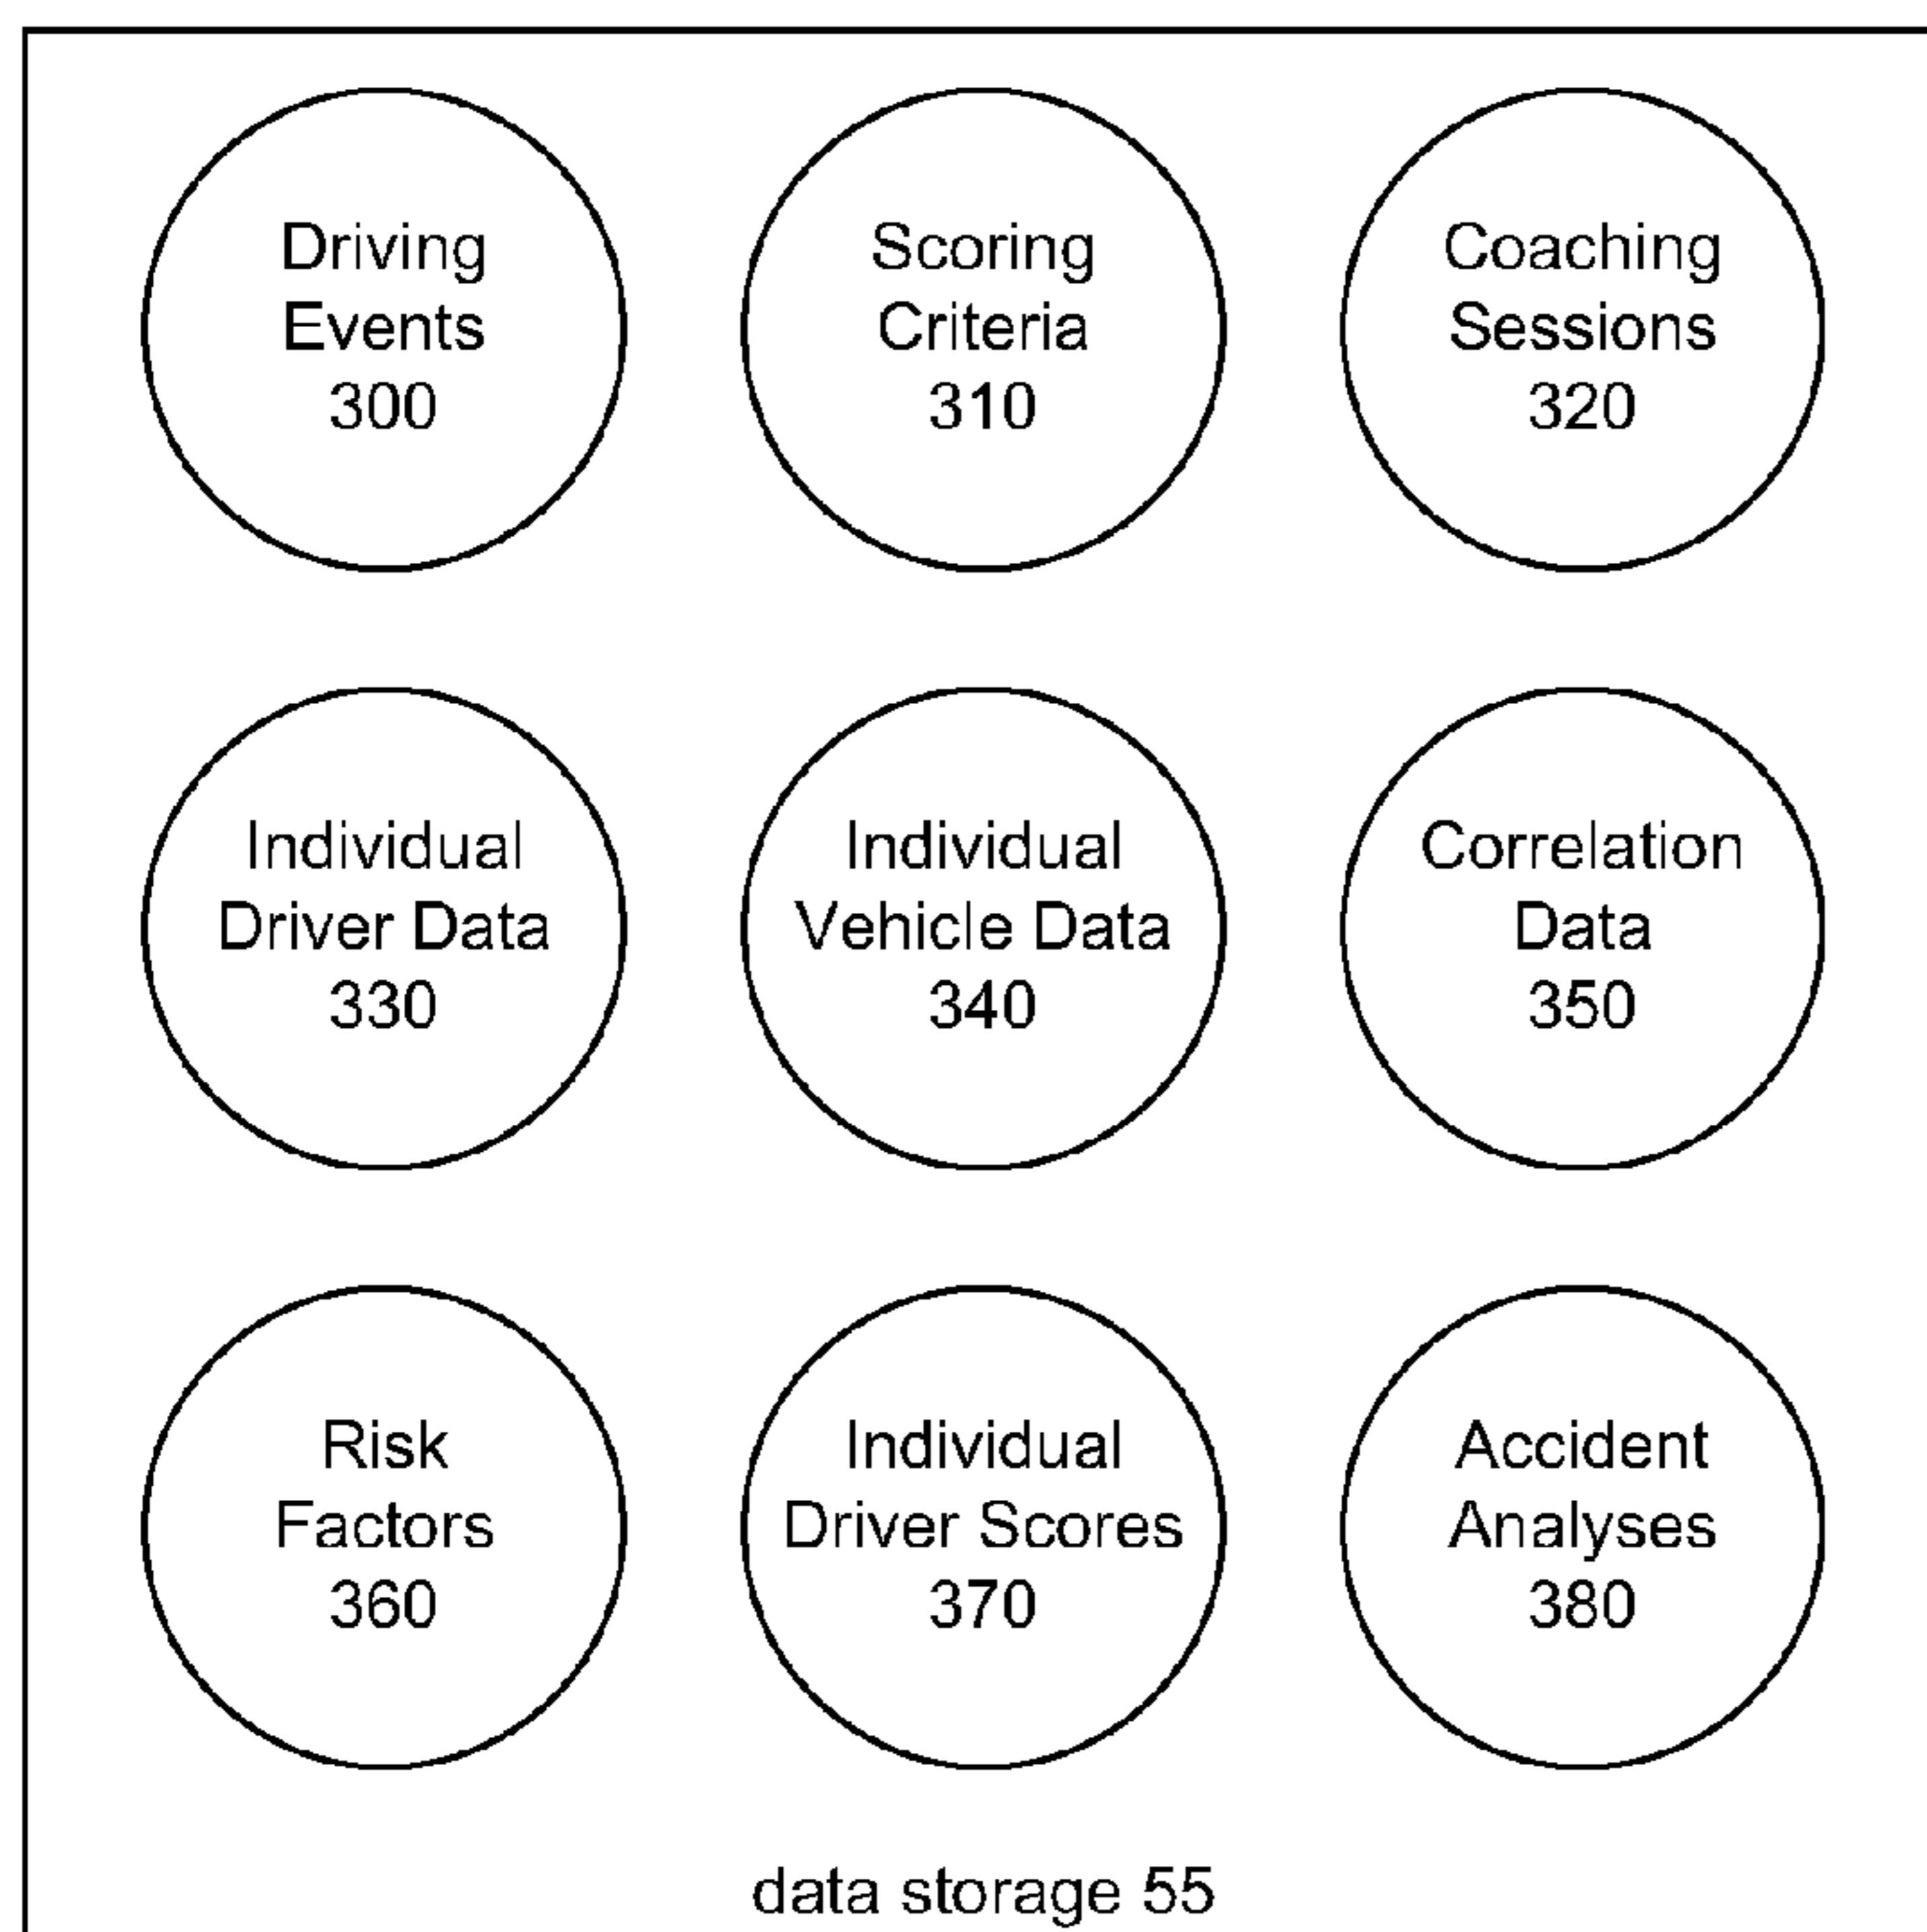 Driving
Events
300
Scoring
Criteria
310
Coaching
Sessions
320
Individual
Driver Data
330
Individual
Vehicle Data
340
Correlation
Data
350
Risk
Factors
360
Individual
Driver Scores
370
Accident
Analyses
380
data storage 55